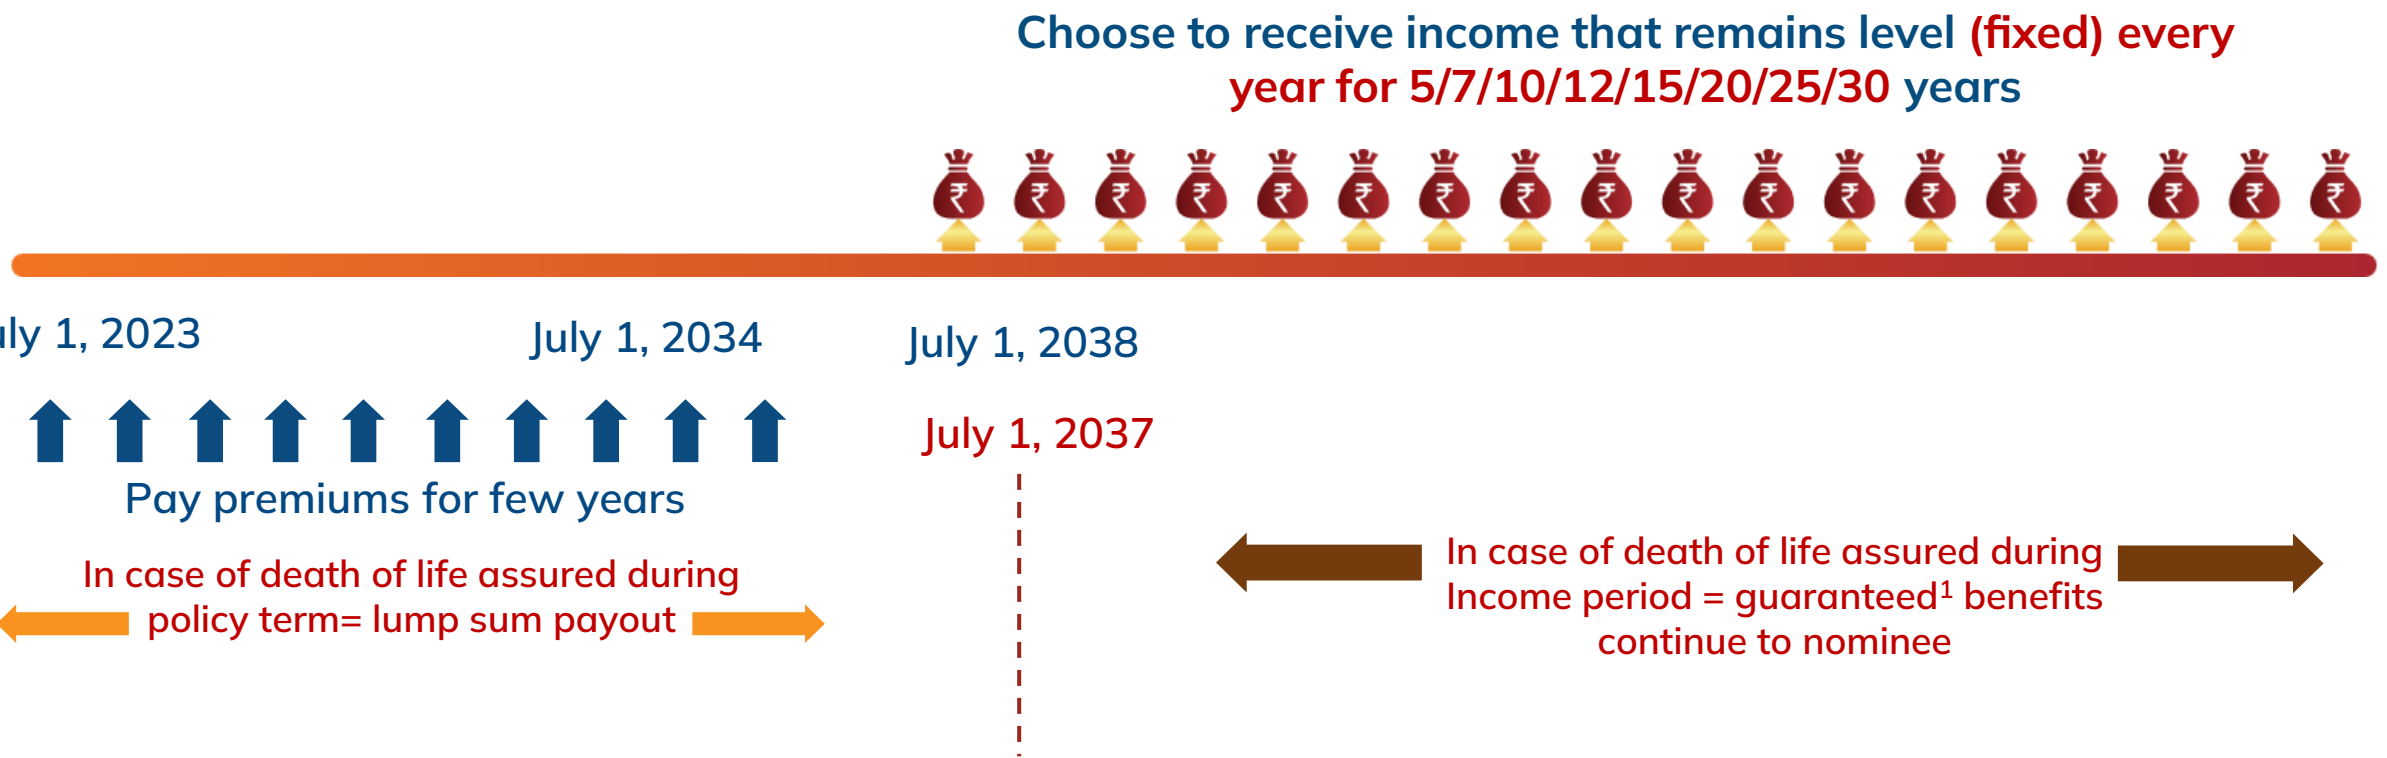 Choose to receive income that remains level (fixed) every
year for 5/7/10/12/15/20/25/30 years
₹ ₹ ₹ ₹ ₹ ₹ ₹ ₹ ₹ ₹ ₹ ₹ ₹ ₹ ₹ ₹ ₹ ₹
uly 1, 2023
July 1, 2034
July 1, 2038
July 1, 2037
Pay premiums for few years
In case of death of life assured during
policy term= lump sum payout
In case of death of life assured during
Income period = guaranteed¹ benefits
continue to nominee